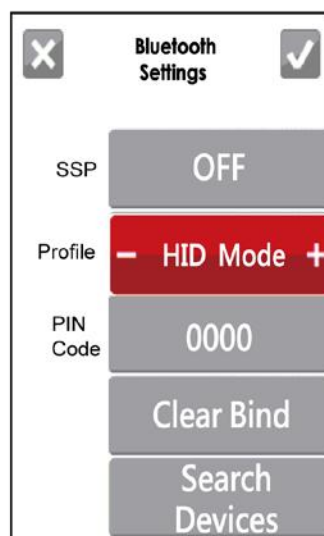 Bluetooth
Settings
SSP
OFF
Profile
- HID Mode +
PIN
Code
0000
Clear Bind
Search
Devices